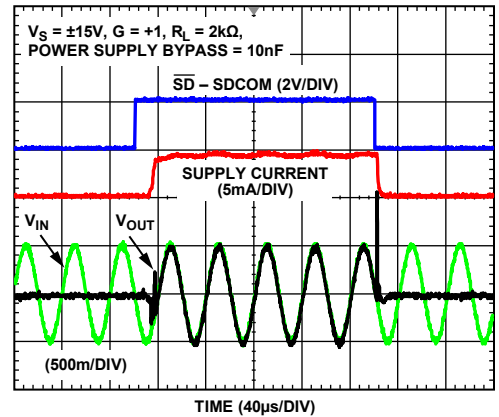 VS = ±15V, G = +1, RL = 2kΩ,
POWER SUPPLY BYPASS = 10nF
SD – SDCOM (2V/DIV)
SUPPLY CURRENT
(5mA/DIV)
VIN
VOUT
(500m/DIV)
TIME (40µs/DIV)